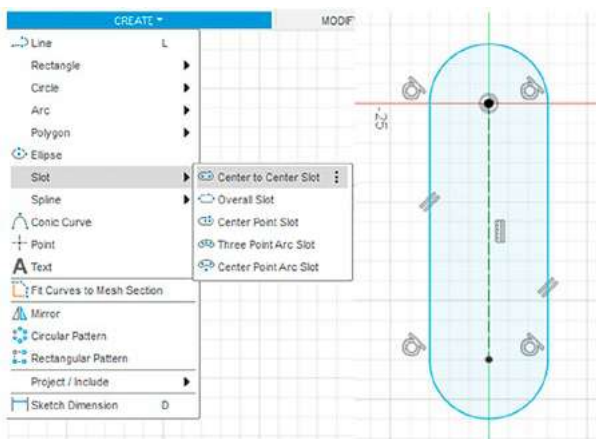 CREATE
MODIF
Line L
Rectangle
Circle
Arc
Polygon
Ellipse
Slot
Center to Center Slot
Overall Slot
Spline
Center Point Slot
Conic Curve
Three Point Arc Slot
Point
Center Point Arc Slot
Text
Fit Curves to Mesh Section
Mirror
Circular Pattern
Rectangular Pattern
Project / Include
Sketch Dimension D
-25